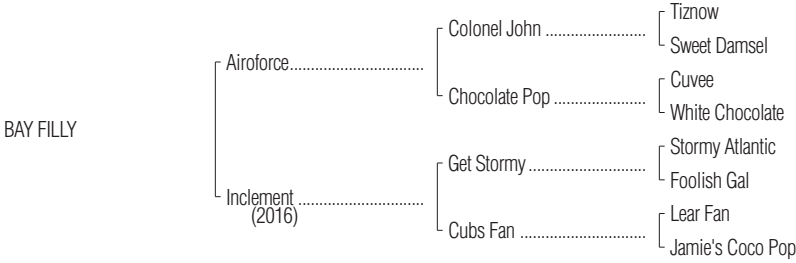 Tiznow
Colonel John ..........................
Sweet Damsel
Airoforce..................................
Cuvee
Chocolate Pop ........................
White Chocolate
BAY FILLY
Stormy Atlantic
Get Stormy..............................
Foolish Gal
Inclement ................................
(2016)
Lear Fan
Cubs Fan ................................
Jamie's Coco Pop